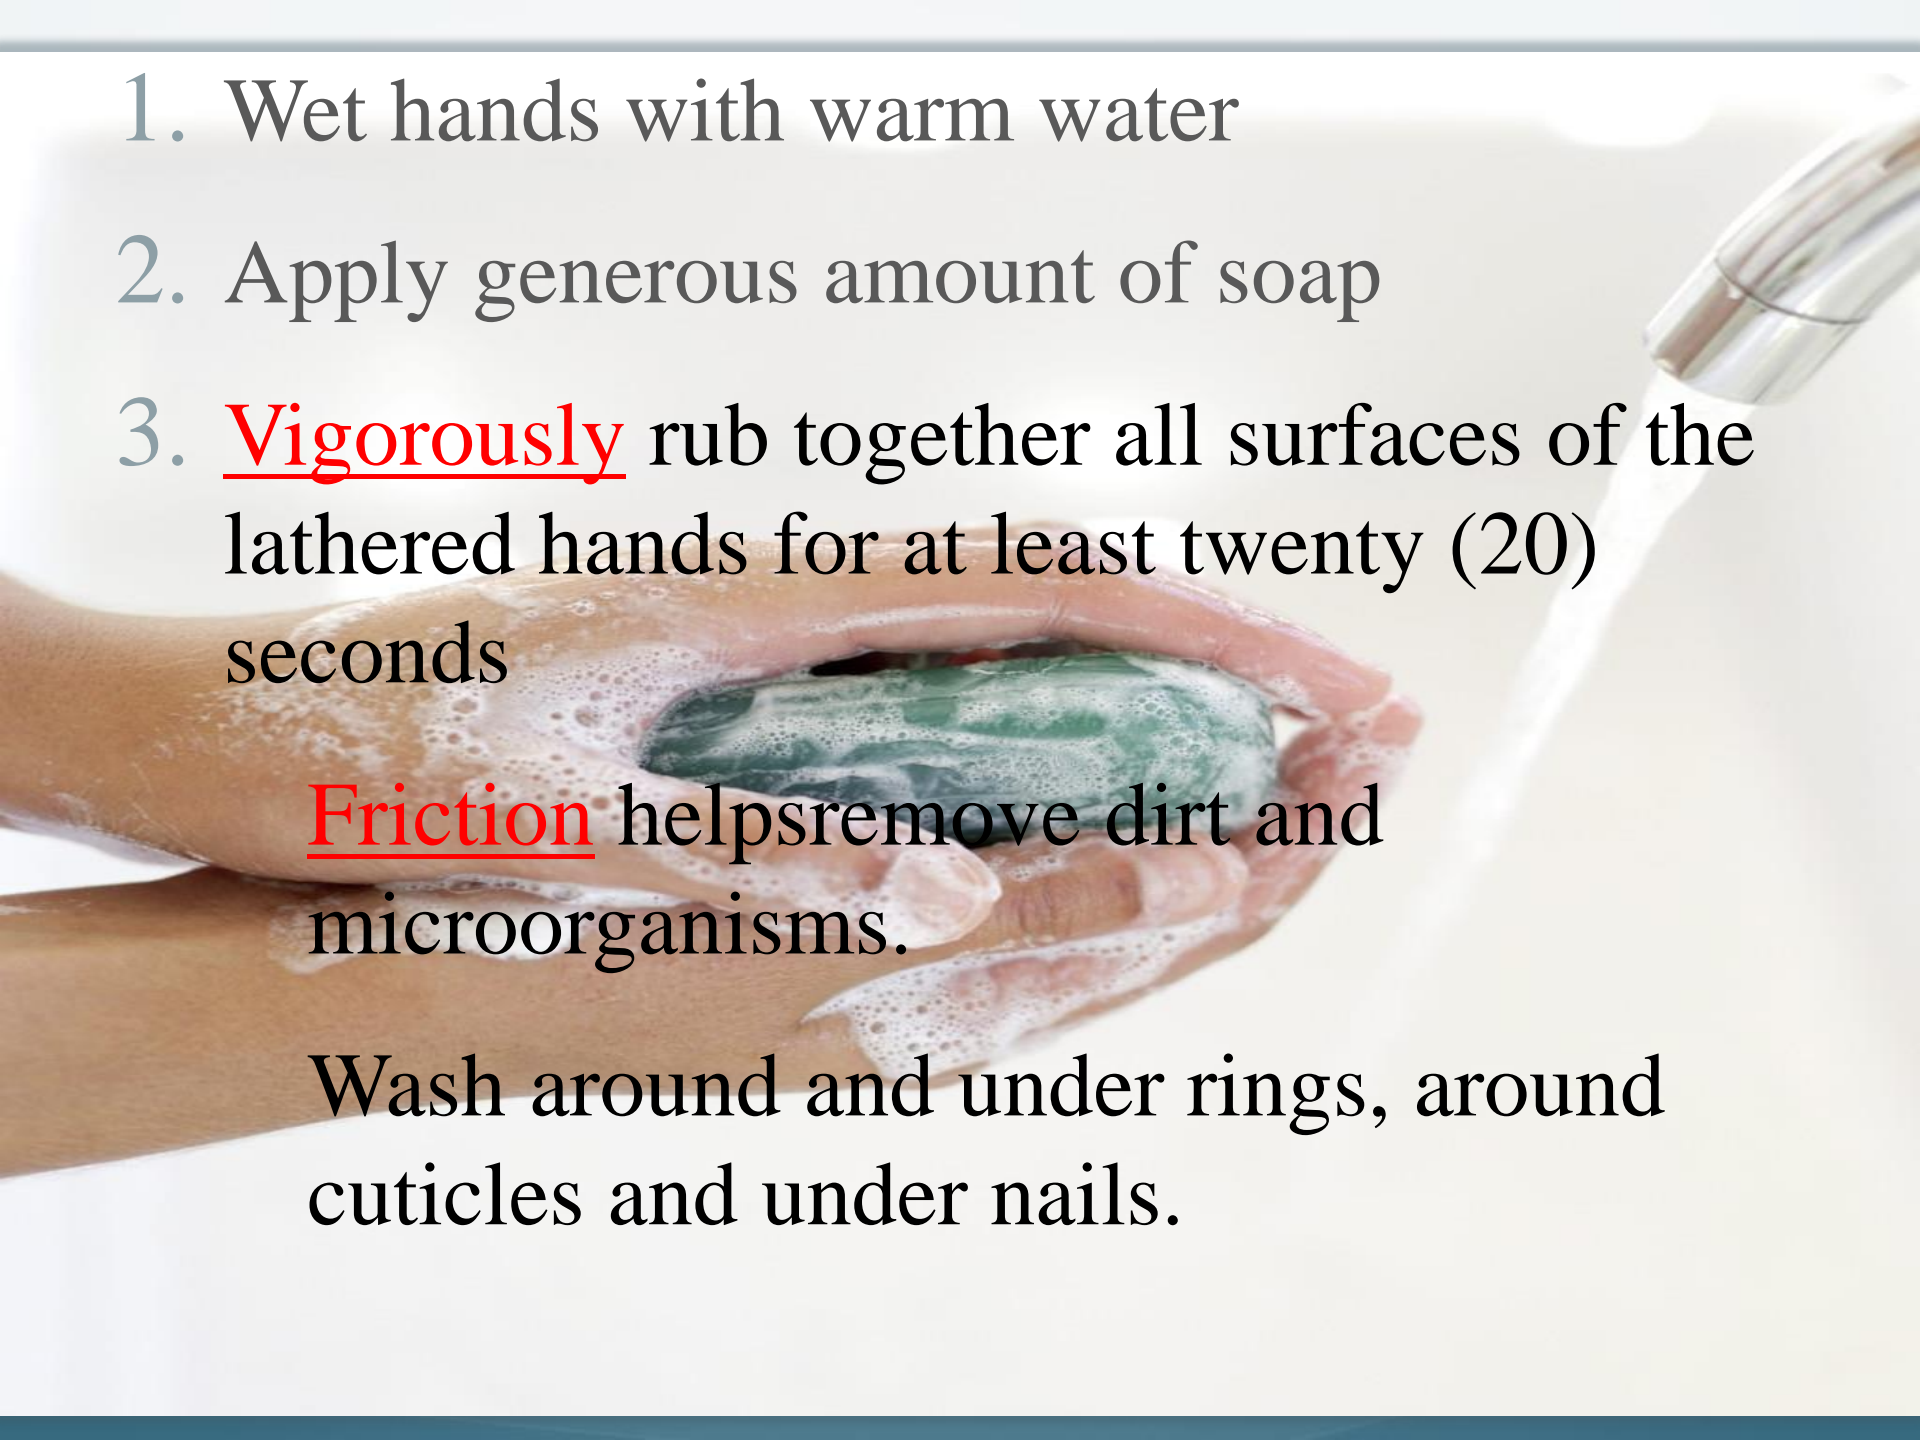 1. Wet hands with warm water
2. Apply generous amount of soap
3. Vigorously rub together all surfaces of the
lathered hands for at least twenty (20)
seconds
Friction helpsremove dirt and
microorganisms.
Wash around and under rings, around
cuticles and under nails.